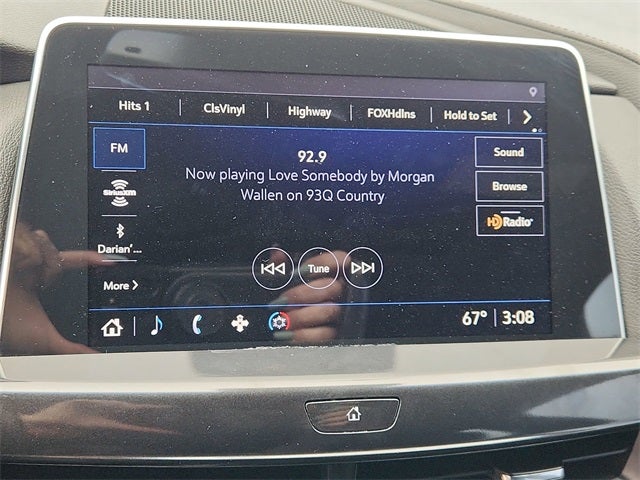 Hits 1 ClsVinyl Highway FOXHdlns Hold to Set
FM
92.9
Now playing Love Somebody by Morgan
Wallen on 93Q Country
Sound
Browse
HD Radio
SiriusXM
Darian'...
More
Tune
67° 3:08